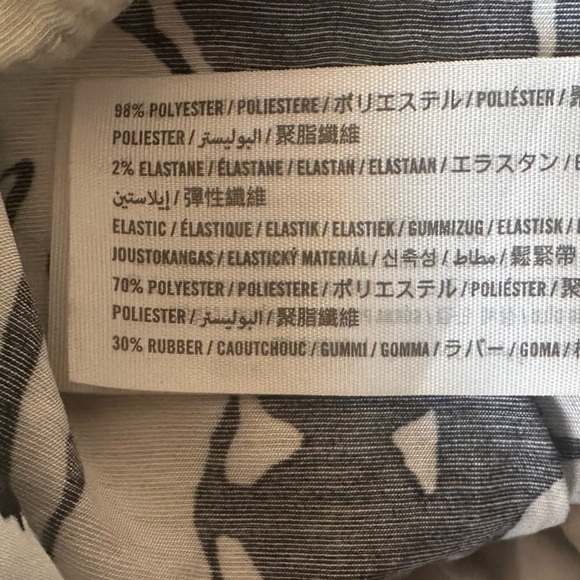 98% POLYESTER / POLIESTERE / ポリエステル / POLIÉSTER /
POLIESTER / البوليستر / 聚脂纖維
2% ELASTANE / ÉLASTANE / ELASTAN / ELASTAAN / エラスタン /
إيلاستين / 彈性纖維
ELASTIC / ÉLASTIQUE / ELASTIK / ELASTIEK / GUMMIZUG / ELASTISK /
JOUSTOKANGAS / ELASTICKÝ MATERIÁL / 신축성 / مطاط / 鬆緊帶
70% POLYESTER / POLIESTERE / ポリエステル / POLIÉSTER / 聚
POLIESTER / البوليستر / 聚脂纖維
30% RUBBER / CAOUTCHOUC / GUMMI / GOMMA / ラバー / GOMA /